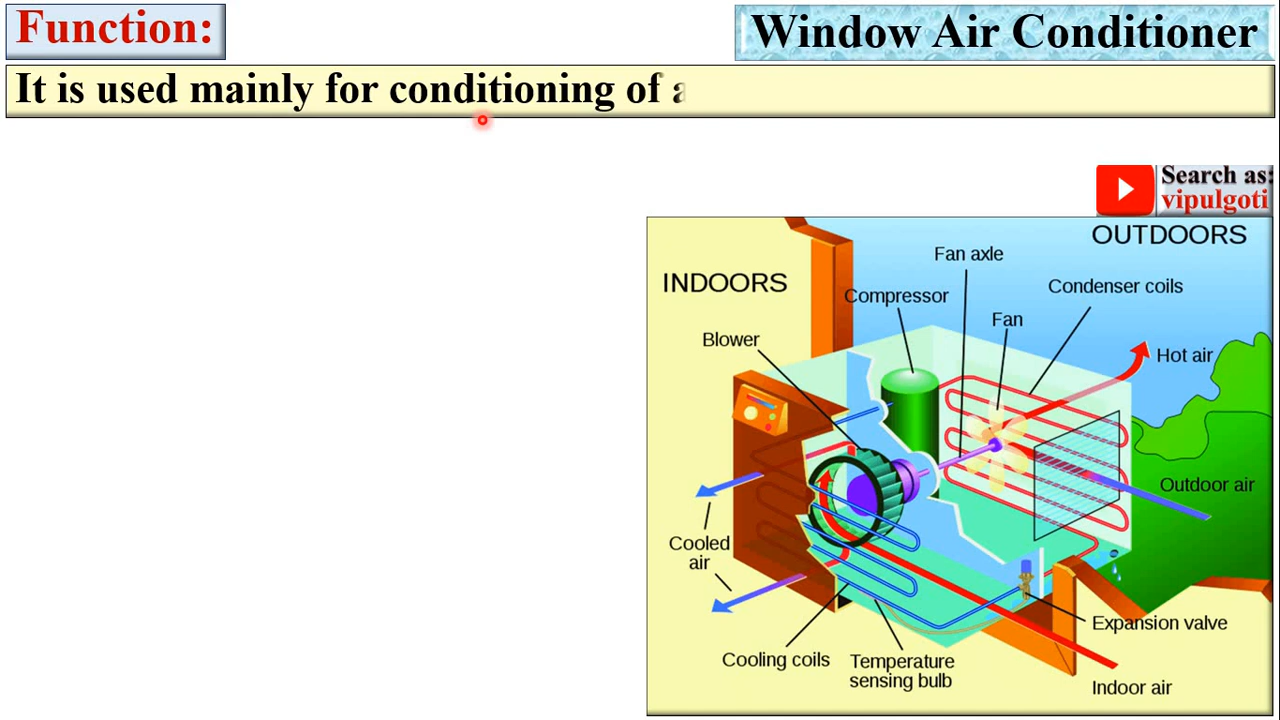 Function:
Window Air Conditioner
It is used mainly for conditioning of a
Search as:
vipulgoti
OUTDOORS
INDOORS
Fan axle
Compressor
Condenser coils
Fan
Blower
Hot air
Outdoor air
Cooled
air
Expansion valve
Cooling coils
Temperature
sensing bulb
Indoor air